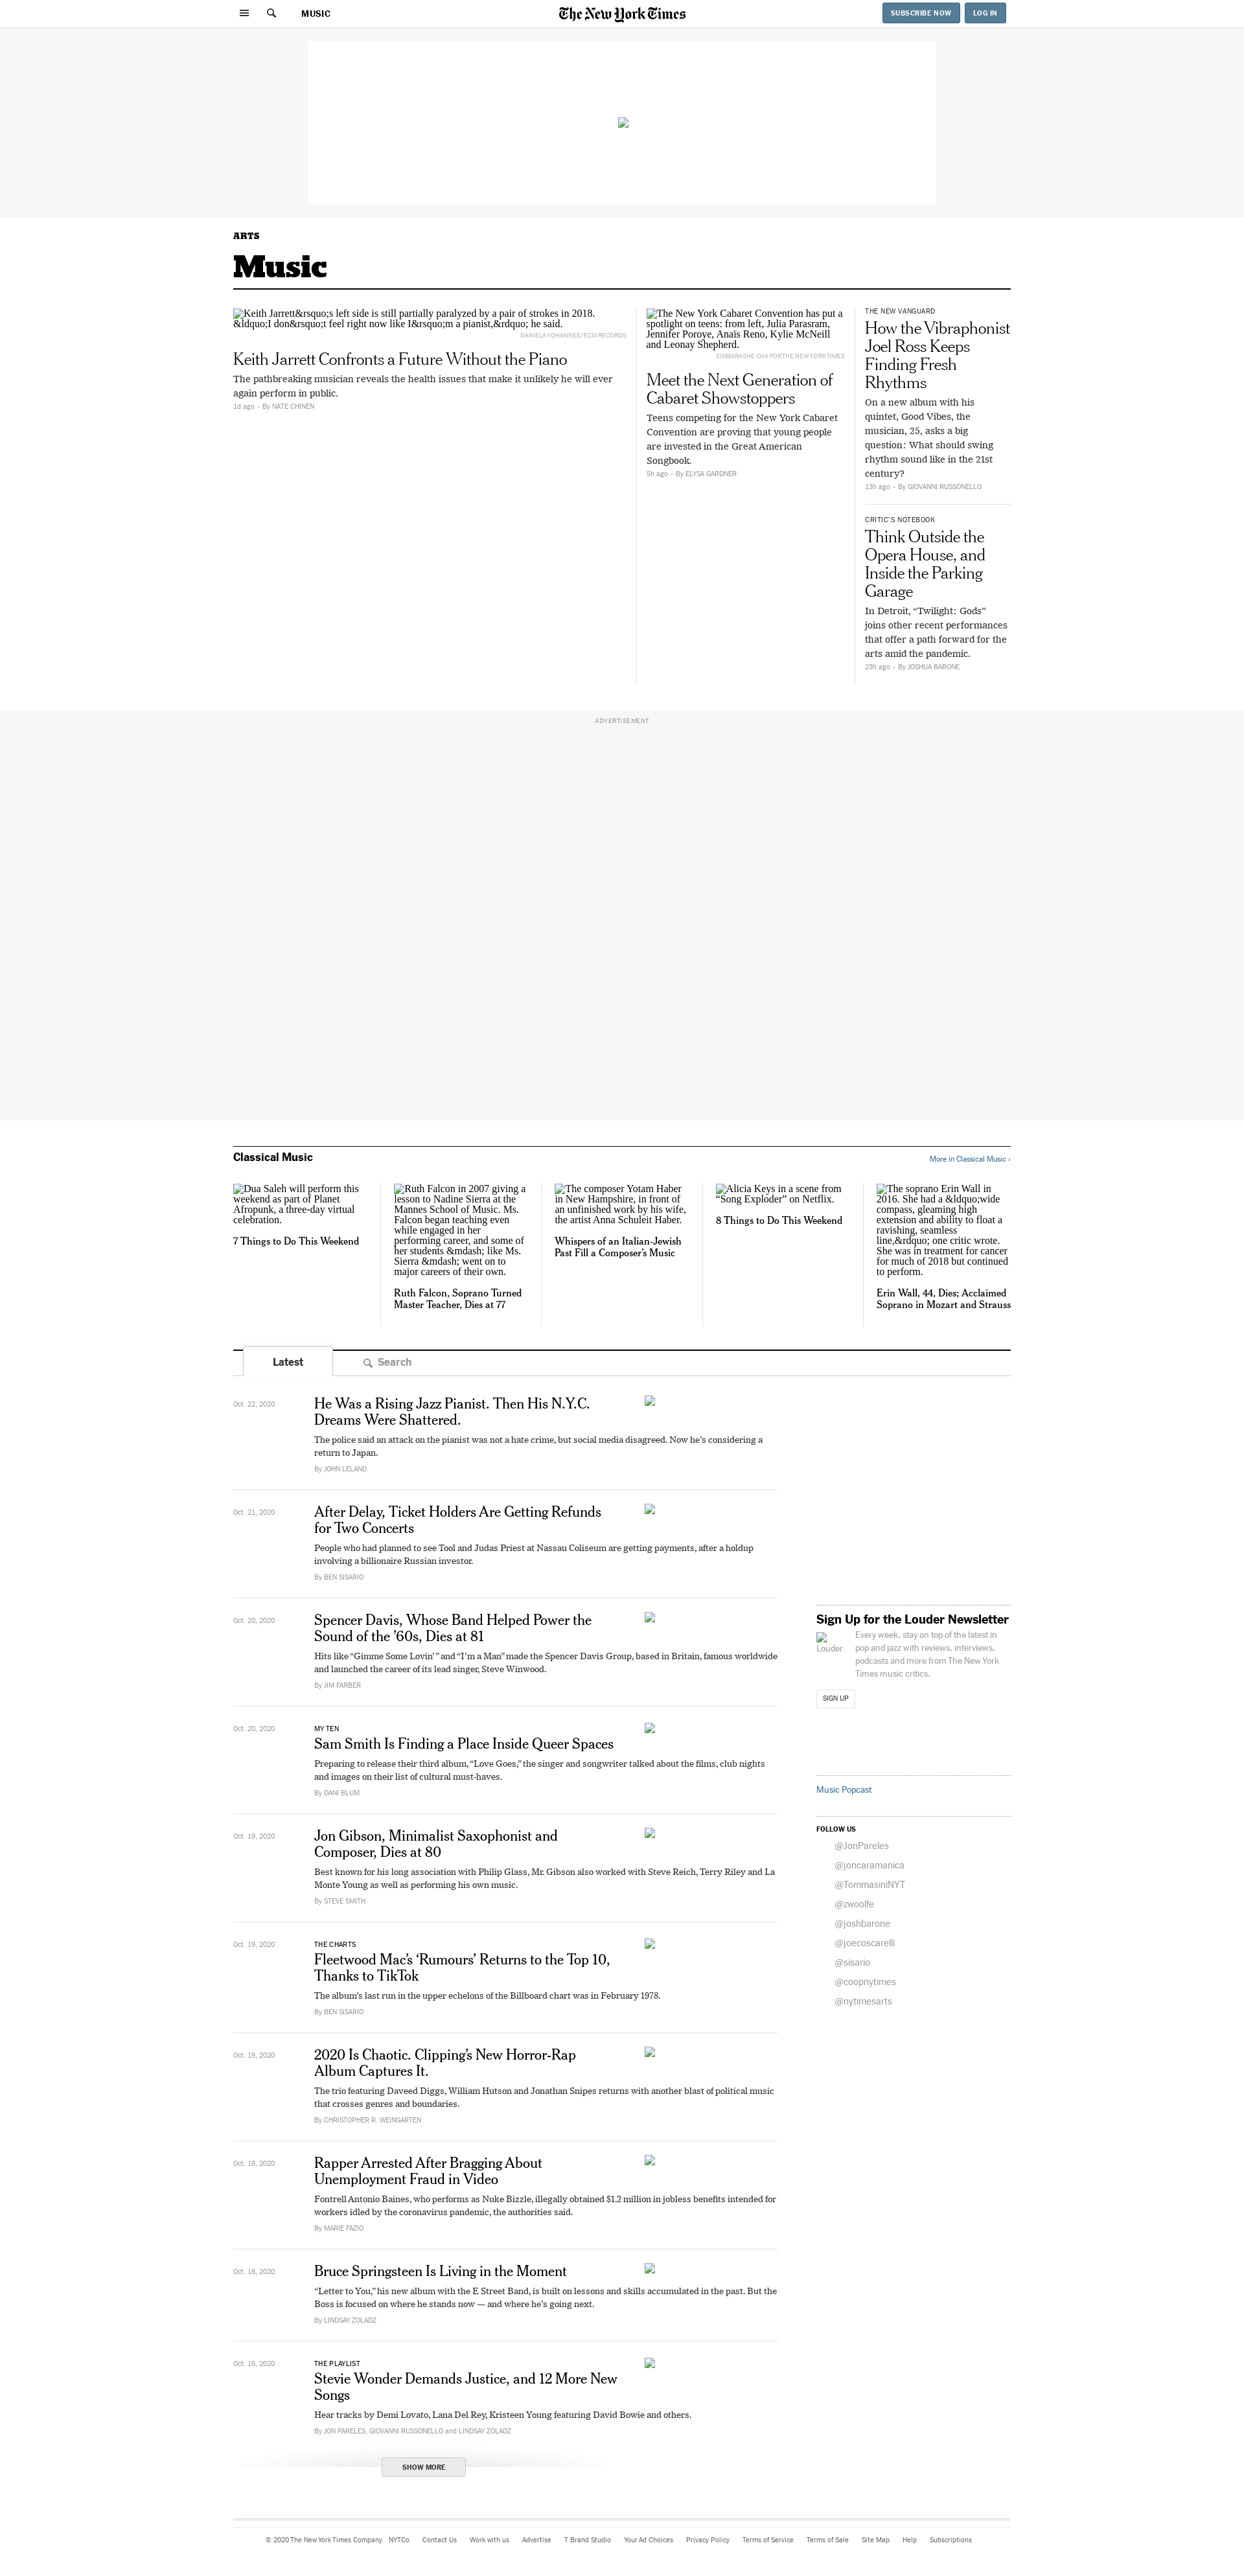 MUSIC
The New York Times
SUBSCRIBE NOW
LOG IN
ARTS
Music
Keith Jarrett&rsquo;s left side is still partially paralyzed by a pair of strokes in 2018.
&ldquo;I don&rsquo;t feel right now like I&rsquo;m a pianist,&rdquo; he said.
DANIELA YOHANNES/ECM RECORDS
Keith Jarrett Confronts a Future Without the Piano
The pathbreaking musician reveals the health issues that make it unlikely he will ever
again perform in public.
1d ago • By NATE CHINEN
The New York Cabaret Convention has put a
spotlight on teens: from left, Julia Parasram,
Jennifer Poroye, Anaïs Reno, Kylie McNeill
and Leonay Shepherd.
SIMBARASHE CHA FOR THE NEW YORK TIMES
Meet the Next Generation of
Cabaret Showstoppers
Teens competing for the New York Cabaret
Convention are proving that young people
are invested in the Great American
Songbook.
5h ago • By ELYSA GARDNER
THE NEW VANGUARD
How the Vibraphonist
Joel Ross Keeps
Finding Fresh
Rhythms
On a new album with his
quintet, Good Vibes, the
musician, 25, asks a big
question: What should swing
rhythm sound like in the 21st
century?
13h ago • By GIOVANNI RUSSONELLO
CRITIC'S NOTEBOOK
Think Outside the
Opera House, and
Inside the Parking
Garage
In Detroit, “Twilight: Gods”
joins other recent performances
that offer a path forward for the
arts amid the pandemic.
23h ago • By JOSHUA BARONE
ADVERTISEMENT
Classical Music
More in Classical Music ›
Dua Saleh will perform this
weekend as part of Planet
Afropunk, a three-day virtual
celebration.
7 Things to Do This Weekend
Ruth Falcon in 2007 giving a
lesson to Nadine Sierra at the
Mannes School of Music. Ms.
Falcon began teaching even
while engaged in her
performing career, and some of
her students &mdash; like Ms.
Sierra &mdash; went on to
major careers of their own.
Ruth Falcon, Soprano Turned
Master Teacher, Dies at 77
The composer Yotam Haber
in New Hampshire, in front of
an unfinished work by his wife,
the artist Anna Schuleit Haber.
Whispers of an Italian-Jewish
Past Fill a Composer’s Music
Alicia Keys in a scene from
“Song Exploder” on Netflix.
8 Things to Do This Weekend
The soprano Erin Wall in
2016. She had a &ldquo;wide
compass, gleaming high
extension and ability to float a
ravishing, seamless
line,&rdquo; one critic wrote.
She was in treatment for cancer
for much of 2018 but continued
to perform.
Erin Wall, 44, Dies; Acclaimed
Soprano in Mozart and Strauss
Latest
Search
Oct. 22, 2020
He Was a Rising Jazz Pianist. Then His N.Y.C.
Dreams Were Shattered.
The police said an attack on the pianist was not a hate crime, but social media disagreed. Now he’s considering a
return to Japan.
By JOHN LELAND
Oct. 21, 2020
After Delay, Ticket Holders Are Getting Refunds
for Two Concerts
People who had planned to see Tool and Judas Priest at Nassau Coliseum are getting payments, after a holdup
involving a billionaire Russian investor.
By BEN SISARIO
Oct. 20, 2020
Spencer Davis, Whose Band Helped Power the
Sound of the ’60s, Dies at 81
Hits like “Gimme Some Lovin’ ” and “I’m a Man” made the Spencer Davis Group, based in Britain, famous worldwide
and launched the career of its lead singer, Steve Winwood.
By JIM FARBER
Oct. 20, 2020
MY TEN
Sam Smith Is Finding a Place Inside Queer Spaces
Preparing to release their third album, “Love Goes,” the singer and songwriter talked about the films, club nights
and images on their list of cultural must-haves.
By DANI BLUM
Oct. 19, 2020
Jon Gibson, Minimalist Saxophonist and
Composer, Dies at 80
Best known for his long association with Philip Glass, Mr. Gibson also worked with Steve Reich, Terry Riley and La
Monte Young as well as performing his own music.
By STEVE SMITH
Oct. 19, 2020
THE CHARTS
Fleetwood Mac’s ‘Rumours’ Returns to the Top 10,
Thanks to TikTok
The album’s last run in the upper echelons of the Billboard chart was in February 1978.
By BEN SISARIO
Oct. 19, 2020
2020 Is Chaotic. Clipping’s New Horror-Rap
Album Captures It.
The trio featuring Daveed Diggs, William Hutson and Jonathan Snipes returns with another blast of political music
that crosses genres and boundaries.
By CHRISTOPHER R. WEINGARTEN
Oct. 18, 2020
Rapper Arrested After Bragging About
Unemployment Fraud in Video
Fontrell Antonio Baines, who performs as Nuke Bizzle, illegally obtained $1.2 million in jobless benefits intended for
workers idled by the coronavirus pandemic, the authorities said.
By MARIE FAZIO
Oct. 18, 2020
Bruce Springsteen Is Living in the Moment
“Letter to You,” his new album with the E Street Band, is built on lessons and skills accumulated in the past. But the
Boss is focused on where he stands now — and where he’s going next.
By LINDSAY ZOLADZ
Oct. 16, 2020
THE PLAYLIST
Stevie Wonder Demands Justice, and 12 More New
Songs
Hear tracks by Demi Lovato, Lana Del Rey, Kristeen Young featuring David Bowie and others.
By JON PARELES, GIOVANNI RUSSONELLO and LINDSAY ZOLADZ
SHOW MORE
Sign Up for the Louder Newsletter
Louder
Every week, stay on top of the latest in
pop and jazz with reviews, interviews,
podcasts and more from The New York
Times music critics.
SIGN UP
Music Popcast
FOLLOW US
@JonPareles
@joncaramanica
@TommasiniNYT
@zwoolfe
@joshbarone
@joecoscarelli
@sisario
@coopnytimes
@nytimesarts
© 2020 The New York Times Company NYTCo Contact Us Work with us Advertise T Brand Studio Your Ad Choices Privacy Policy Terms of Service Terms of Sale Site Map Help Subscriptions